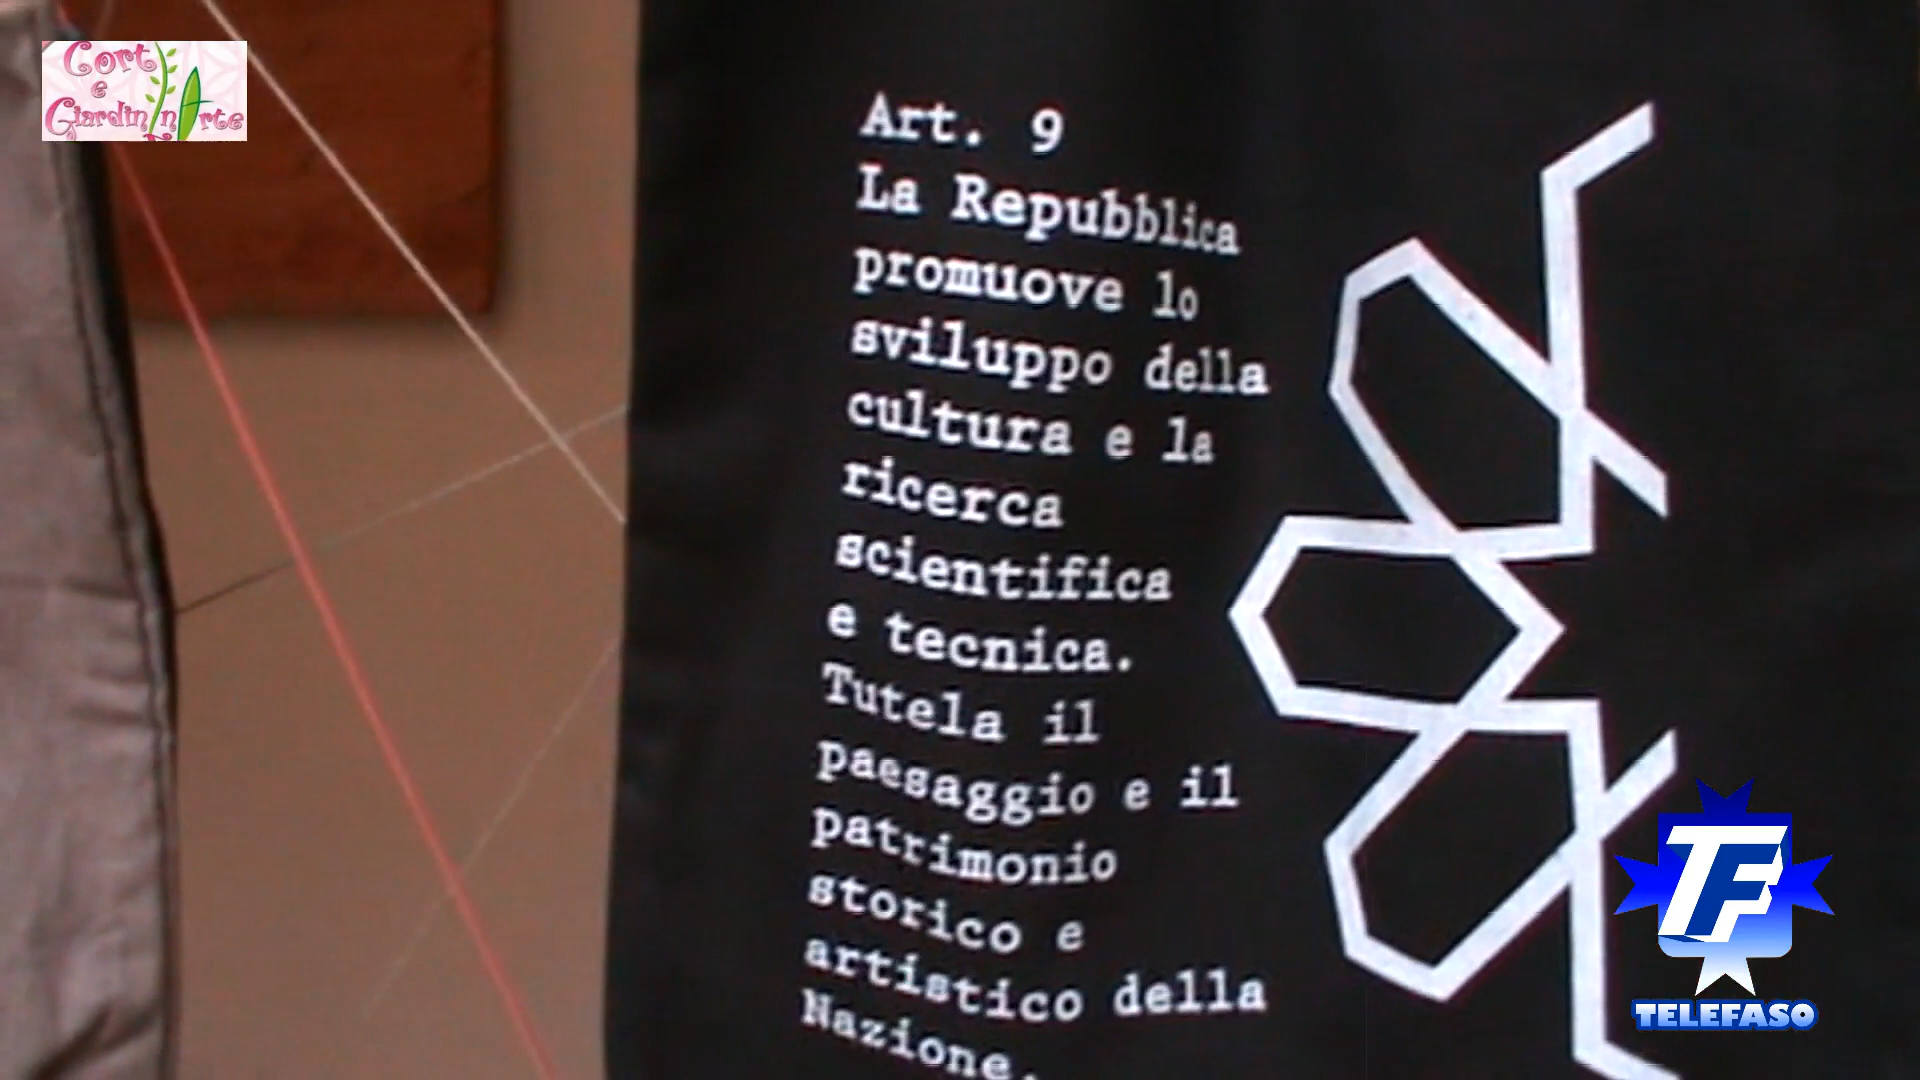 Cort
e
Giardin in Arte
Art. 9
La Repubblica
promuove lo
sviluppo della
cultura e la
ricerca
scientifica
e tecnica.
Tutela il
paesaggio e il
patrimonio
storico e
artistico della
Nazione.
TF
TELEFASO